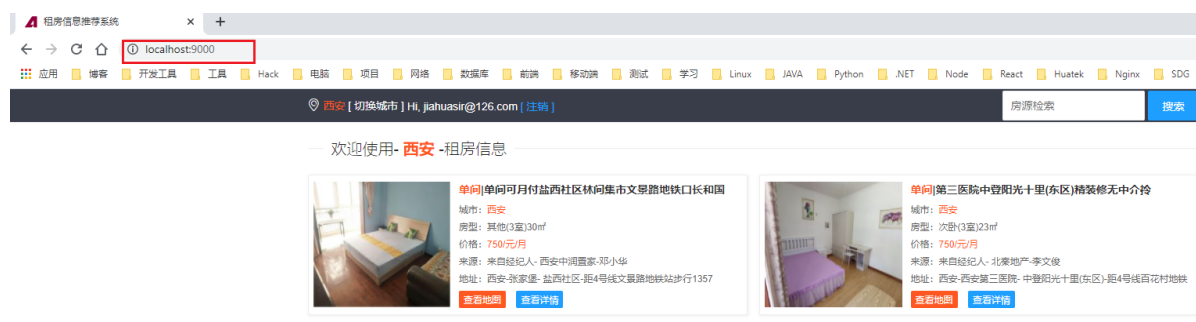 租房信息推荐系统
localhost:9000
应用 博客 开发工具 工具 Hack 电脑 项目 网络 数据库 前端 移动端 测试 学习 Linux JAVA Python .NET Node React Huatek Nginx SDG
西安 [ 切换城市 ] Hi, jiahuasir@126.com [ 注销 ] 房源检索 搜索
欢迎使用- 西安 -租房信息
单间|单间可月付盐西社区林间集市文景路地铁口长和国
城市：西安
房型：其他(3室)30㎡
价格：750/元/月
来源：来自经纪人- 西安中润置家-邓小华
地址：西安-张家堡- 盐西社区-距4号线文景路地铁站步行1357
查看地图 查看详情
单间|第三医院中登阳光十里(东区)精装修无中介拎
城市：西安
房型：次卧(3室)23㎡
价格：750/元/月
来源：来自经纪人- 北秦地产-李文俊
地址：西安-西安第三医院- 中登阳光十里(东区)-距4号线百花村地铁
查看地图 查看详情